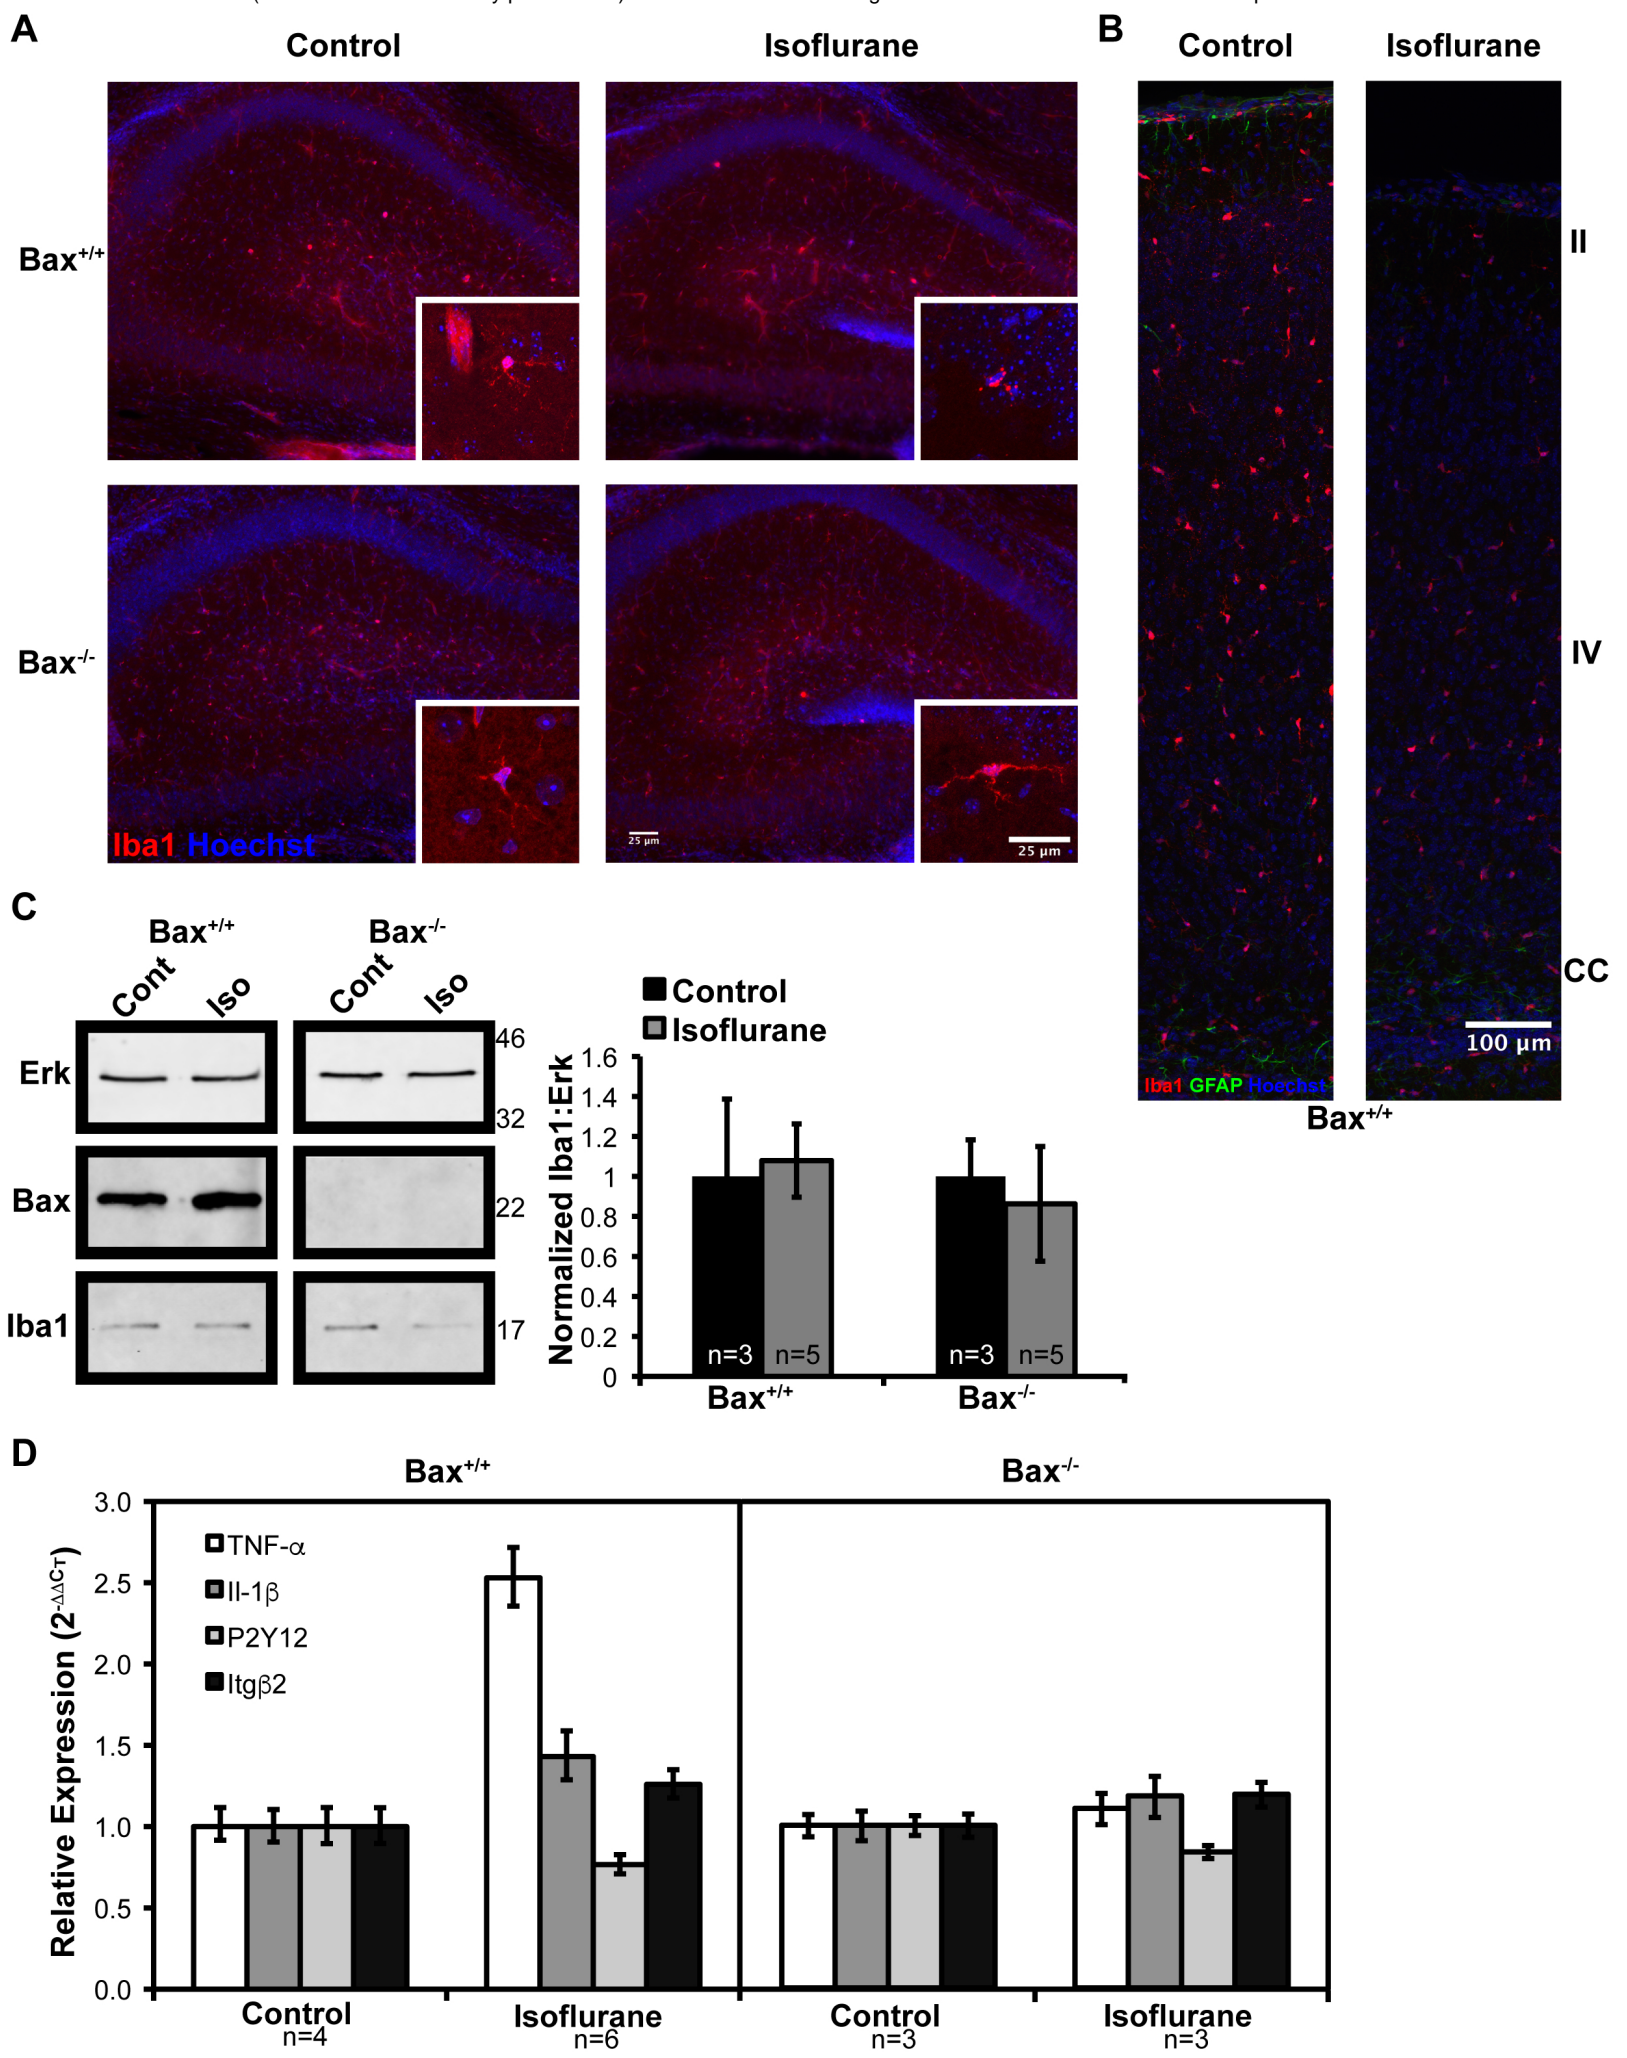 A
Control
Isoflurane
Bax+/+
Bax-/-
Iba1 Hoechst
25 µm
25 µm
B
Control
Isoflurane
II
IV
CC
100 µm
Iba1 GFAP Hoechst
Bax+/+
C
Bax+/+
Bax-/-
Cont
Iso
Cont
Iso
Erk
46
32
Bax
22
Iba1
17
Control
Isoflurane
Normalized Iba1:Erk
1.6
1.4
1.2
1
0.8
0.6
0.4
0.2
0
n=3
n=5
n=3
n=5
Bax+/+
Bax-/-
D
Bax+/+
Bax-/-
Relative Expression (2-ΔΔCT)
3.0
2.5
2.0
1.5
1.0
0.5
0.0
TNF-α
Il-1β
P2Y12
Itgβ2
Control
n=4
Isoflurane
n=6
Control
n=3
Isoflurane
n=3